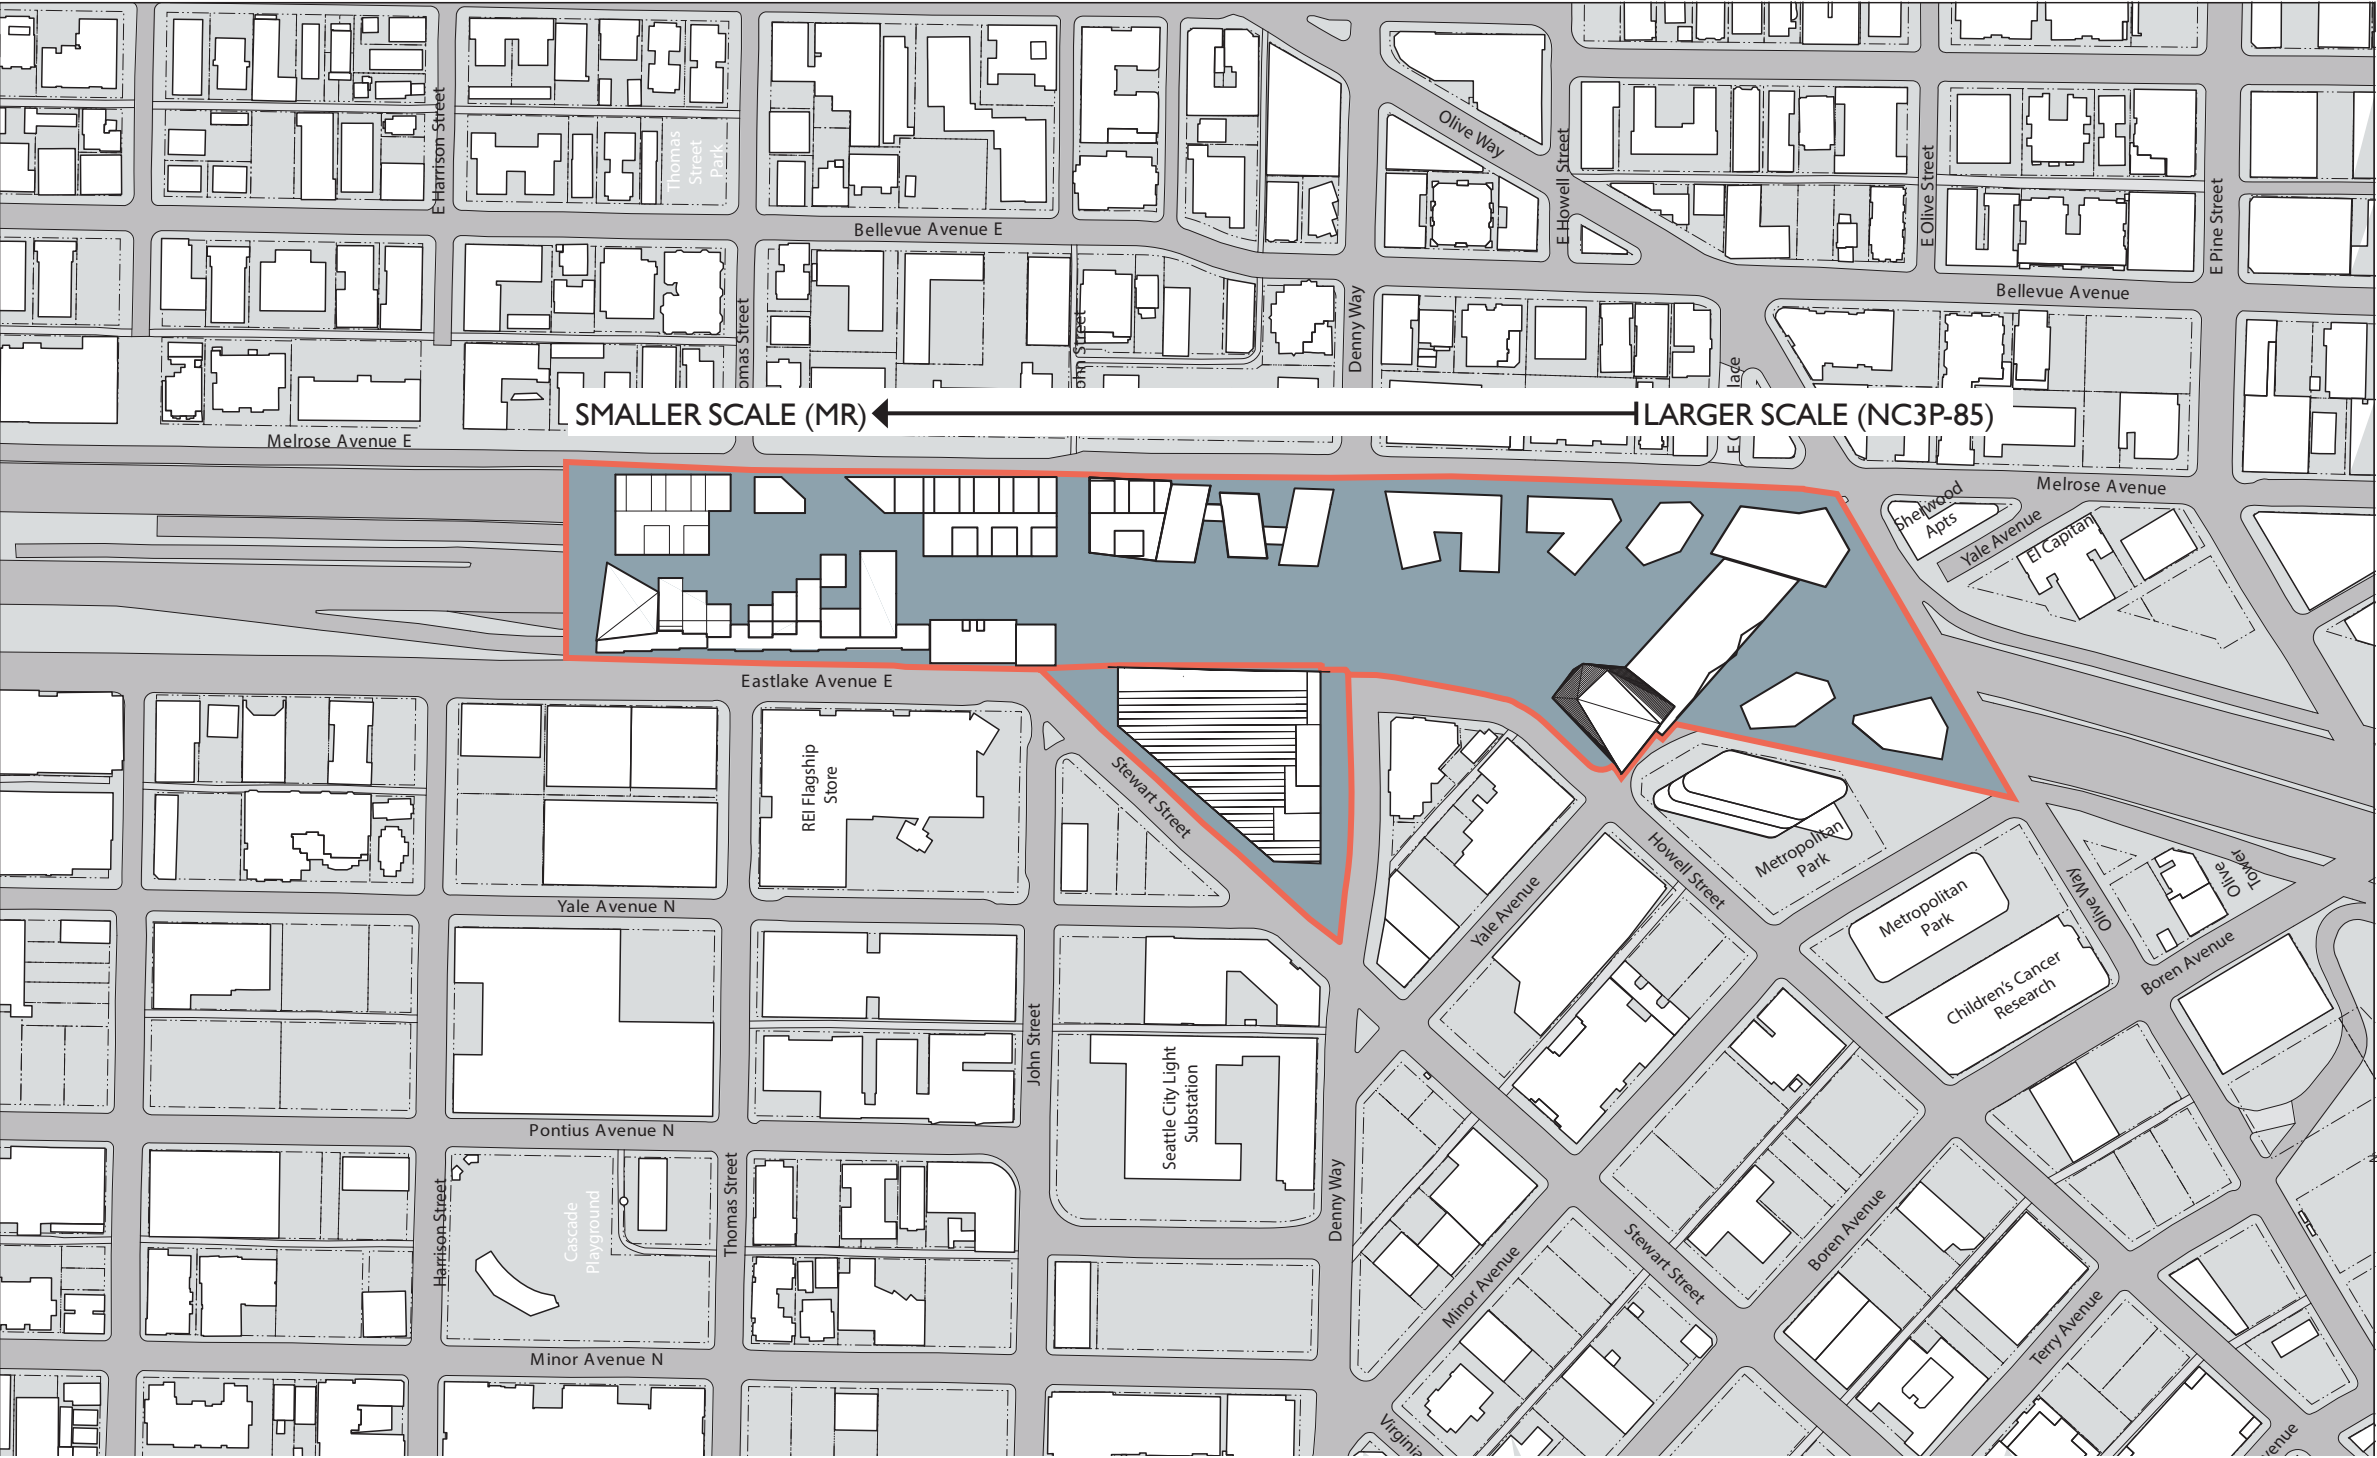 E Harrison Street
Thomas
Street
Park
Olive Way
E Howell Street
E Olive Street
E Pine Street
Bellevue Avenue E
Bellevue Avenue
Denny Way
SMALLER SCALE (MR)
LARGER SCALE (NC3P-85)
Melrose Avenue E
Melrose Avenue
Sherwood
Apts
Yale Avenue
El Capitan
Eastlake Avenue E
REI Flagship
Store
Stewart Street
Howell Street
Metropolitan
Park
Metropolitan
Park
Olive Way
Olive
Tower
Yale Avenue N
Yale Avenue
Children's Cancer
Research
Boren Avenue
John Street
Seattle City Light
Substation
Pontius Avenue N
Harrison Street
Cascade
Playground
Thomas Street
Denny Way
Minor Avenue
Stewart Street
Boren Avenue
Terry Avenue
Minor Avenue N
Virginia